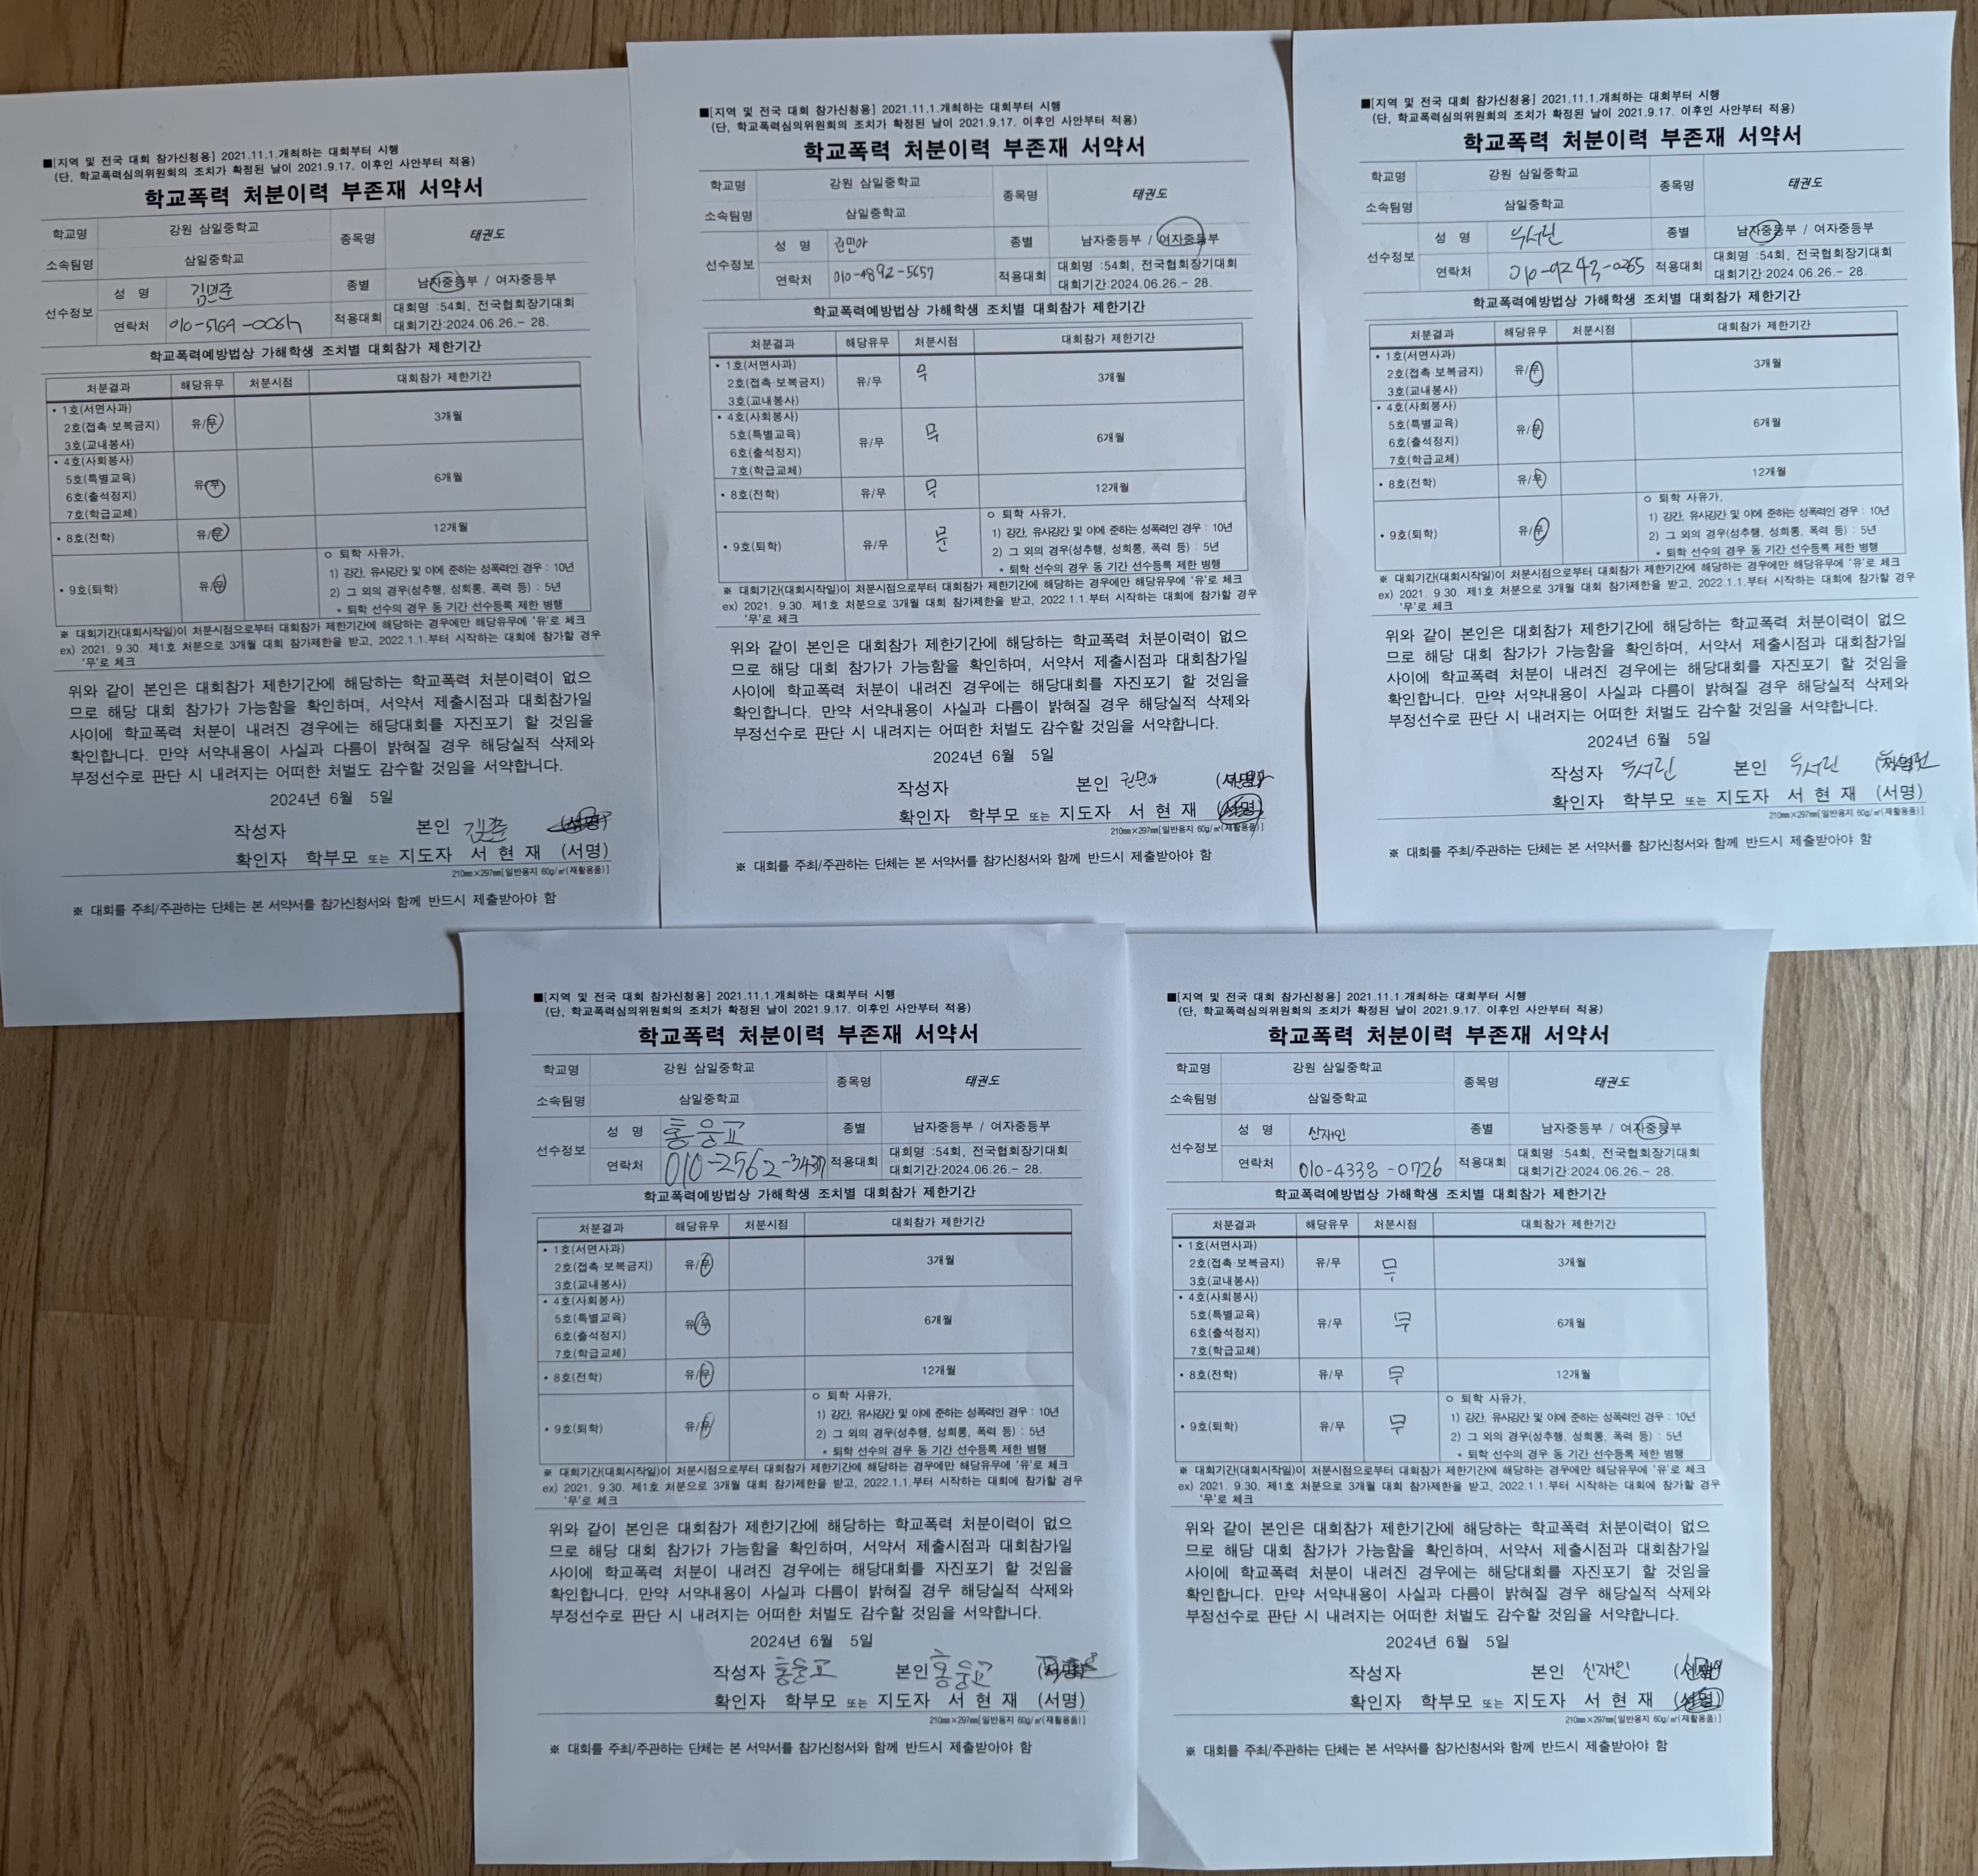 ■[지역 및 전국 대회 참가신청용] 2021.11.1.개최하는 대회부터 시행
(단, 학교폭력심의위원회의 조치가 확정된 날이 2021.9.17. 이후인 사안부터 적용)
학교폭력 처분이력 부존재 서약서
학교명 강원 삼일중학교 종목명 태권도
소속팀명 삼일중학교
선수정보 성 명 김민준 종별 남자중등부 / 여자중등부
연락처 적용대회 대회명 :54회, 전국협회장기대회
대회기간:2024.06.26.- 28.
학교폭력예방법상 가해학생 조치별 대회참가 제한기간
처분결과 해당유무 처분시점 대회참가 제한기간
• 1호(서면사과)
2호(접촉·보복금지) 유/무 3개월
3호(교내봉사)
• 4호(사회봉사)
5호(특별교육) 유/무 6개월
6호(출석정지)
7호(학급교체)
• 8호(전학) 유/무 12개월
• 9호(퇴학) 유/무 ㅇ 퇴학 사유가,
1) 강간, 유사강간 및 이에 준하는 성폭력인 경우 : 10년
2) 그 외의 경우(성추행, 성희롱, 폭력 등) : 5년
* 퇴학 선수의 경우 동 기간 선수등록 제한 병행
※ 대회기간(대회시작일)이 처분시점으로부터 대회참가 제한기간에 해당하는 경우에만 해당유무에 '유'로 체크
ex) 2021. 9.30. 제1호 처분으로 3개월 대회 참가제한을 받고, 2022.1.1.부터 시작하는 대회에 참가할 경우
'무'로 체크
위와 같이 본인은 대회참가 제한기간에 해당하는 학교폭력 처분이력이 없으
므로 해당 대회 참가가 가능함을 확인하며, 서약서 제출시점과 대회참가일
사이에 학교폭력 처분이 내려진 경우에는 해당대회를 자진포기 할 것임을
확인합니다. 만약 서약내용이 사실과 다름이 밝혀질 경우 해당실적 삭제와
부정선수로 판단 시 내려지는 어떠한 처벌도 감수할 것임을 서약합니다.
2024년 6월 5일
작성자 본인 (서명)
확인자 학부모 또는 지도자 서 현 재 (서명)
210㎜×297㎜[일반용지 60g/㎡(재활용품)]
※ 대회를 주최/주관하는 단체는 본 서약서를 참가신청서와 함께 반드시 제출받아야 함
■[지역 및 전국 대회 참가신청용] 2021.11.1.개최하는 대회부터 시행
(단, 학교폭력심의위원회의 조치가 확정된 날이 2021.9.17. 이후인 사안부터 적용)
학교폭력 처분이력 부존재 서약서
학교명 강원 삼일중학교 종목명 태권도
소속팀명 삼일중학교
선수정보 성 명 권민아 종별 남자중등부 / 여자중등부
연락처 010-4892-5657 적용대회 대회명 :54회, 전국협회장기대회
대회기간:2024.06.26.- 28.
학교폭력예방법상 가해학생 조치별 대회참가 제한기간
처분결과 해당유무 처분시점 대회참가 제한기간
• 1호(서면사과)
2호(접촉·보복금지) 유/무 무 3개월
3호(교내봉사)
• 4호(사회봉사)
5호(특별교육) 유/무 무 6개월
6호(출석정지)
7호(학급교체)
• 8호(전학) 유/무 무 12개월
• 9호(퇴학) 유/무 ㅇ 퇴학 사유가,
1) 강간, 유사강간 및 이에 준하는 성폭력인 경우 : 10년
2) 그 외의 경우(성추행, 성희롱, 폭력 등) : 5년
* 퇴학 선수의 경우 동 기간 선수등록 제한 병행
※ 대회기간(대회시작일)이 처분시점으로부터 대회참가 제한기간에 해당하는 경우에만 해당유무에 '유'로 체크
ex) 2021. 9.30. 제1호 처분으로 3개월 대회 참가제한을 받고, 2022.1.1.부터 시작하는 대회에 참가할 경우
'무'로 체크
위와 같이 본인은 대회참가 제한기간에 해당하는 학교폭력 처분이력이 없으
므로 해당 대회 참가가 가능함을 확인하며, 서약서 제출시점과 대회참가일
사이에 학교폭력 처분이 내려진 경우에는 해당대회를 자진포기 할 것임을
확인합니다. 만약 서약내용이 사실과 다름이 밝혀질 경우 해당실적 삭제와
부정선수로 판단 시 내려지는 어떠한 처벌도 감수할 것임을 서약합니다.
2024년 6월 5일
작성자 본인 권민아 (서명)
확인자 학부모 또는 지도자 서 현 재 (서명)
210㎜×297㎜[일반용지 60g/㎡(재활용품)]
※ 대회를 주최/주관하는 단체는 본 서약서를 참가신청서와 함께 반드시 제출받아야 함
■[지역 및 전국 대회 참가신청용] 2021.11.1.개최하는 대회부터 시행
(단, 학교폭력심의위원회의 조치가 확정된 날이 2021.9.17. 이후인 사안부터 적용)
학교폭력 처분이력 부존재 서약서
학교명 강원 삼일중학교 종목명 태권도
소속팀명 삼일중학교
선수정보 성 명 종별 남자중등부 / 여자중등부
연락처 010-9243-0265 적용대회 대회명 :54회, 전국협회장기대회
대회기간:2024.06.26.- 28.
학교폭력예방법상 가해학생 조치별 대회참가 제한기간
처분결과 해당유무 처분시점 대회참가 제한기간
• 1호(서면사과)
2호(접촉·보복금지) 유/무 3개월
3호(교내봉사)
• 4호(사회봉사)
5호(특별교육) 유/무 6개월
6호(출석정지)
7호(학급교체)
• 8호(전학) 유/무 12개월
• 9호(퇴학) 유/무 ㅇ 퇴학 사유가,
1) 강간, 유사강간 및 이에 준하는 성폭력인 경우 : 10년
2) 그 외의 경우(성추행, 성희롱, 폭력 등) : 5년
* 퇴학 선수의 경우 동 기간 선수등록 제한 병행
※ 대회기간(대회시작일)이 처분시점으로부터 대회참가 제한기간에 해당하는 경우에만 해당유무에 '유'로 체크
ex) 2021. 9.30. 제1호 처분으로 3개월 대회 참가제한을 받고, 2022.1.1.부터 시작하는 대회에 참가할 경우
'무'로 체크
위와 같이 본인은 대회참가 제한기간에 해당하는 학교폭력 처분이력이 없으
므로 해당 대회 참가가 가능함을 확인하며, 서약서 제출시점과 대회참가일
사이에 학교폭력 처분이 내려진 경우에는 해당대회를 자진포기 할 것임을
확인합니다. 만약 서약내용이 사실과 다름이 밝혀질 경우 해당실적 삭제와
부정선수로 판단 시 내려지는 어떠한 처벌도 감수할 것임을 서약합니다.
2024년 6월 5일
작성자 본인 (서명)
확인자 학부모 또는 지도자 서 현 재 (서명)
210㎜×297㎜[일반용지 60g/㎡(재활용품)]
※ 대회를 주최/주관하는 단체는 본 서약서를 참가신청서와 함께 반드시 제출받아야 함
■[지역 및 전국 대회 참가신청용] 2021.11.1.개최하는 대회부터 시행
(단, 학교폭력심의위원회의 조치가 확정된 날이 2021.9.17. 이후인 사안부터 적용)
학교폭력 처분이력 부존재 서약서
학교명 강원 삼일중학교 종목명 태권도
소속팀명 삼일중학교
선수정보 성 명 홍웅교 종별 남자중등부 / 여자중등부
연락처 010-2562-3437 적용대회 대회명 :54회, 전국협회장기대회
대회기간:2024.06.26.- 28.
학교폭력예방법상 가해학생 조치별 대회참가 제한기간
처분결과 해당유무 처분시점 대회참가 제한기간
• 1호(서면사과)
2호(접촉·보복금지) 유/무 3개월
3호(교내봉사)
• 4호(사회봉사)
5호(특별교육) 유/무 6개월
6호(출석정지)
7호(학급교체)
• 8호(전학) 유/무 12개월
• 9호(퇴학) 유/무 ㅇ 퇴학 사유가,
1) 강간, 유사강간 및 이에 준하는 성폭력인 경우 : 10년
2) 그 외의 경우(성추행, 성희롱, 폭력 등) : 5년
* 퇴학 선수의 경우 동 기간 선수등록 제한 병행
※ 대회기간(대회시작일)이 처분시점으로부터 대회참가 제한기간에 해당하는 경우에만 해당유무에 '유'로 체크
ex) 2021. 9.30. 제1호 처분으로 3개월 대회 참가제한을 받고, 2022.1.1.부터 시작하는 대회에 참가할 경우
'무'로 체크
위와 같이 본인은 대회참가 제한기간에 해당하는 학교폭력 처분이력이 없으
므로 해당 대회 참가가 가능함을 확인하며, 서약서 제출시점과 대회참가일
사이에 학교폭력 처분이 내려진 경우에는 해당대회를 자진포기 할 것임을
확인합니다. 만약 서약내용이 사실과 다름이 밝혀질 경우 해당실적 삭제와
부정선수로 판단 시 내려지는 어떠한 처벌도 감수할 것임을 서약합니다.
2024년 6월 5일
작성자 홍웅교 본인 홍웅교 (서명)
확인자 학부모 또는 지도자 서 현 재 (서명)
210㎜×297㎜[일반용지 60g/㎡(재활용품)]
※ 대회를 주최/주관하는 단체는 본 서약서를 참가신청서와 함께 반드시 제출받아야 함
■[지역 및 전국 대회 참가신청용] 2021.11.1.개최하는 대회부터 시행
(단, 학교폭력심의위원회의 조치가 확정된 날이 2021.9.17. 이후인 사안부터 적용)
학교폭력 처분이력 부존재 서약서
학교명 강원 삼일중학교 종목명 태권도
소속팀명 삼일중학교
선수정보 성 명 신재인 종별 남자중등부 / 여자중등부
연락처 010-4338-0726 적용대회 대회명 :54회, 전국협회장기대회
대회기간:2024.06.26.- 28.
학교폭력예방법상 가해학생 조치별 대회참가 제한기간
처분결과 해당유무 처분시점 대회참가 제한기간
• 1호(서면사과)
2호(접촉·보복금지) 유/무 무 3개월
3호(교내봉사)
• 4호(사회봉사)
5호(특별교육) 유/무 무 6개월
6호(출석정지)
7호(학급교체)
• 8호(전학) 유/무 무 12개월
• 9호(퇴학) 유/무 무 ㅇ 퇴학 사유가,
1) 강간, 유사강간 및 이에 준하는 성폭력인 경우 : 10년
2) 그 외의 경우(성추행, 성희롱, 폭력 등) : 5년
* 퇴학 선수의 경우 동 기간 선수등록 제한 병행
※ 대회기간(대회시작일)이 처분시점으로부터 대회참가 제한기간에 해당하는 경우에만 해당유무에 '유'로 체크
ex) 2021. 9.30. 제1호 처분으로 3개월 대회 참가제한을 받고, 2022.1.1.부터 시작하는 대회에 참가할 경우
'무'로 체크
위와 같이 본인은 대회참가 제한기간에 해당하는 학교폭력 처분이력이 없으
므로 해당 대회 참가가 가능함을 확인하며, 서약서 제출시점과 대회참가일
사이에 학교폭력 처분이 내려진 경우에는 해당대회를 자진포기 할 것임을
확인합니다. 만약 서약내용이 사실과 다름이 밝혀질 경우 해당실적 삭제와
부정선수로 판단 시 내려지는 어떠한 처벌도 감수할 것임을 서약합니다.
2024년 6월 5일
작성자 본인 신재인 (서명)
확인자 학부모 또는 지도자 서 현 재 (서명)
210㎜×297㎜[일반용지 60g/㎡(재활용품)]
※ 대회를 주최/주관하는 단체는 본 서약서를 참가신청서와 함께 반드시 제출받아야 함